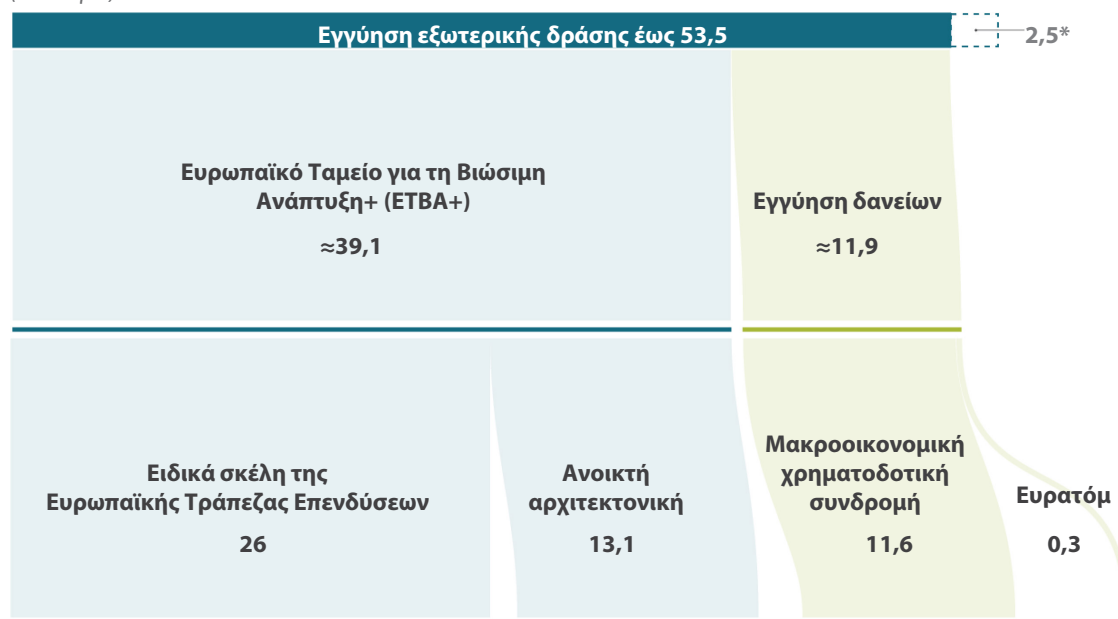 Εγγύηση εξωτερικής δράσης έως 53,5
2,5*
Ευρωπαϊκό Ταμείο για τη Βιώσιμη
Ανάπτυξη+ (ΕΤΒΑ+)
≈39,1
Εγγύηση δανείων
≈11,9
Ειδικά σκέλη της
Ευρωπαϊκής Τράπεζας Επενδύσεων
26
Ανοικτή
αρχιτεκτονική
13,1
Μακροοικονομική
χρηματοδοτική
συνδρομή
11,6
Ευρατόμ
0,3